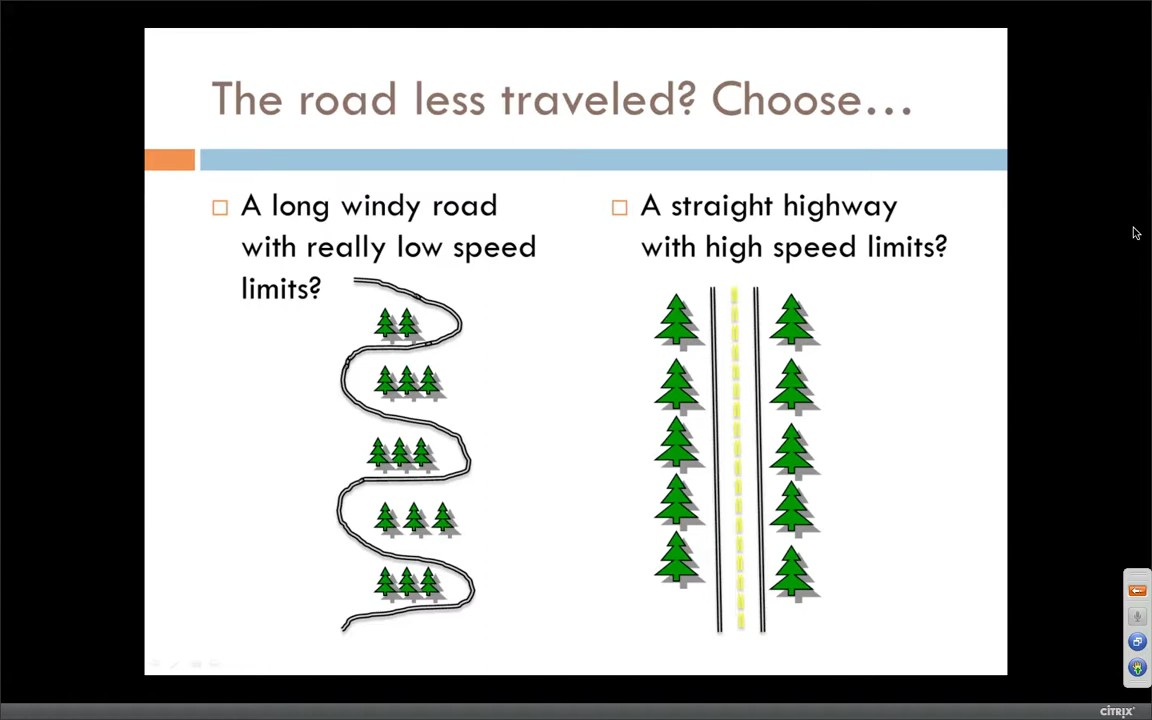 The road less traveled? Choose…
A long windy road
with really low speed
limits?
A straight highway
with high speed limits?
CITRIX